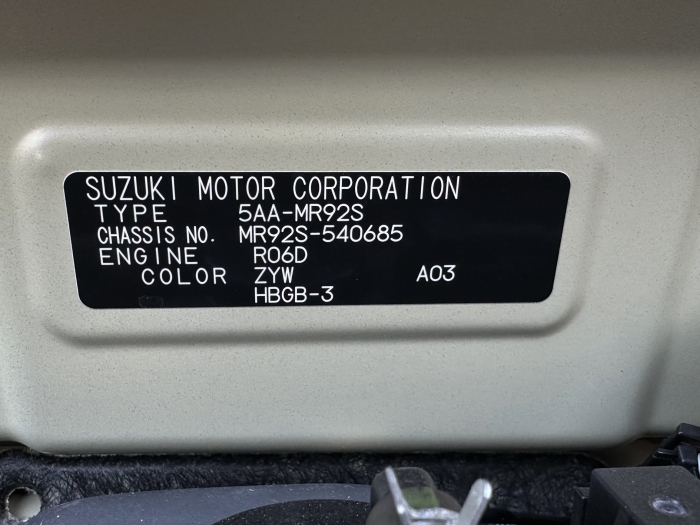 SUZUKI MOTOR CORPORATION
TYPE 5AA-MR92S
CHASSIS NO. MR92S-540685
ENGINE R06D
COLOR ZYW A03
HBGB-3